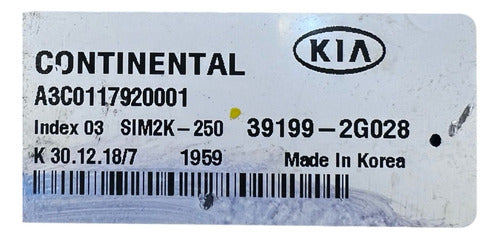 KIA
CONTINENTAL
A3C0117920001
Index 03 SIM2K-250 39199-2G028
K 30.12.18/7 1959 Made In Korea